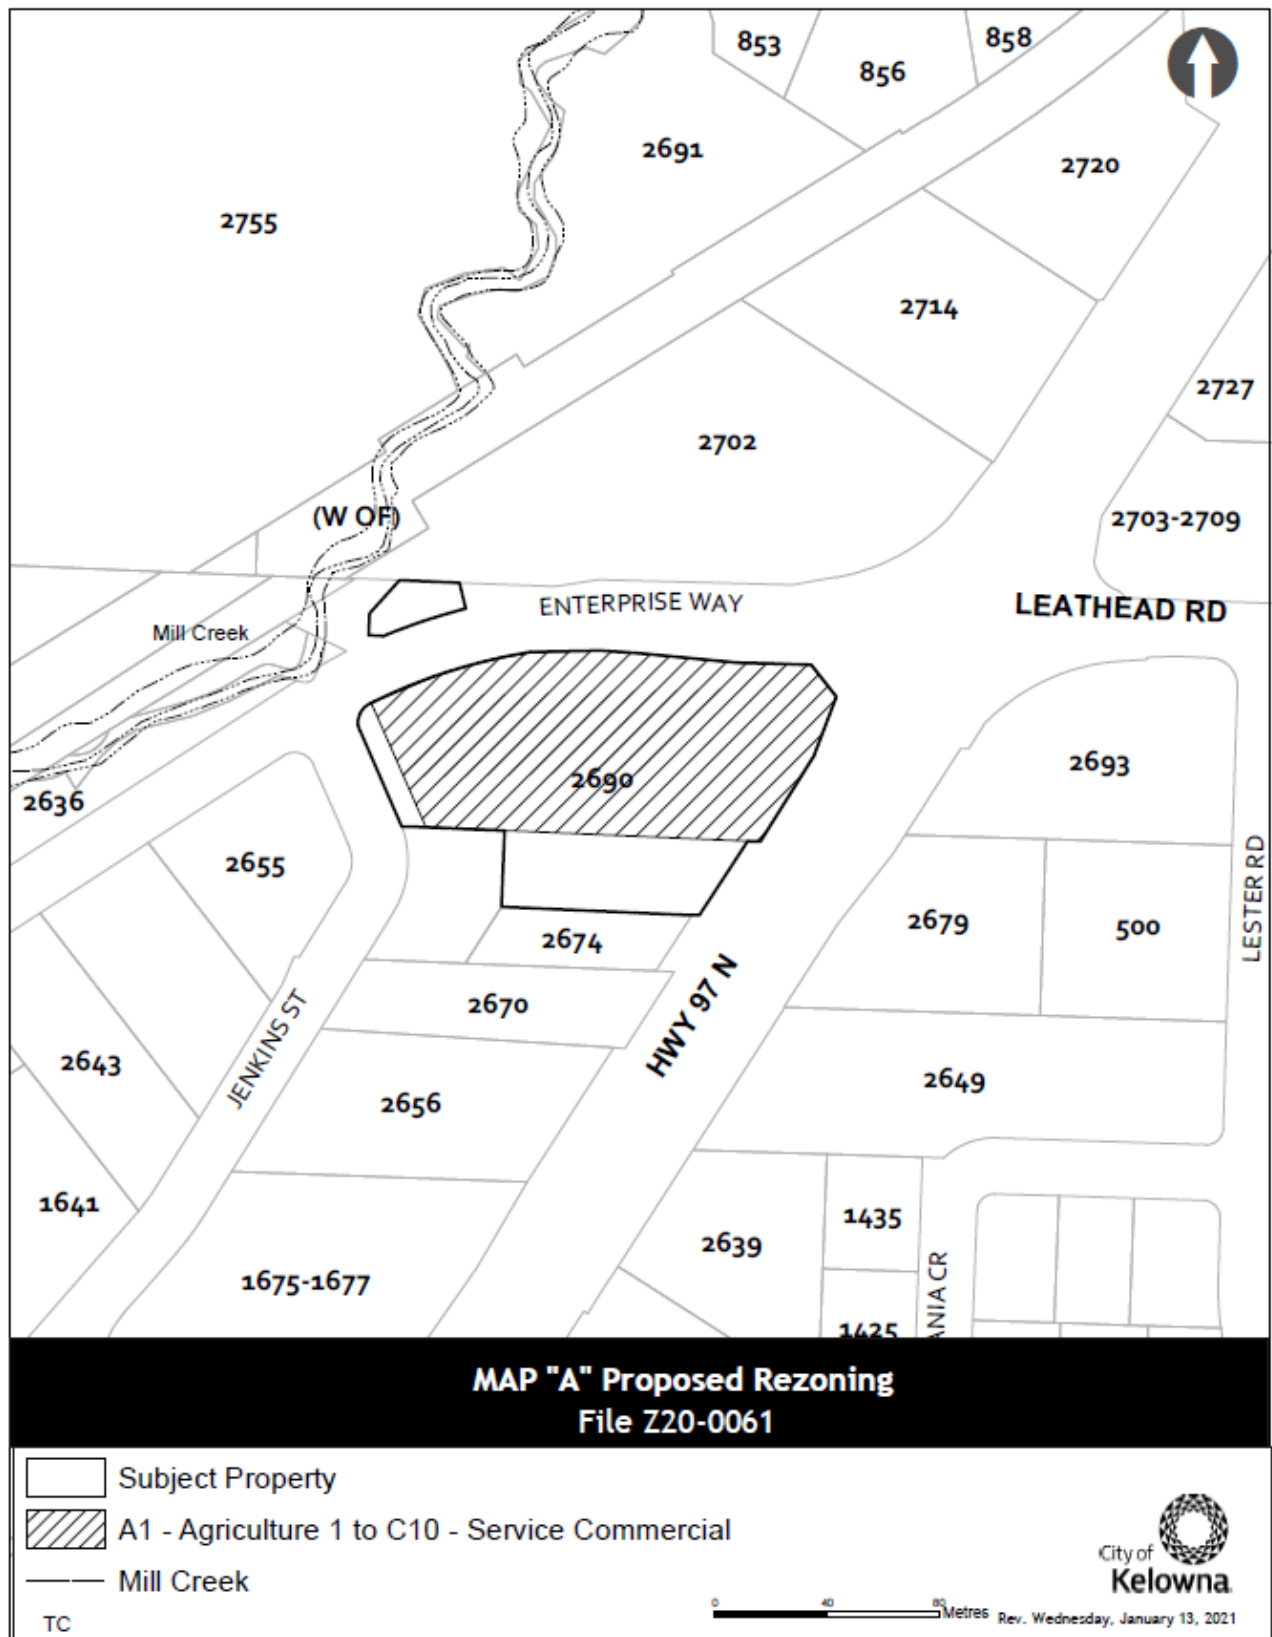 853
858
856
2691
2720
2755
2714
2727
2702
(W OF)
2703-2709
ENTERPRISE WAY
LEATHEAD RD
Mill Creek
2693
2690
2636
2655
LESTER RD
2679
500
2674
2670
HWY 97 N
JENKINS ST
2643
2649
2656
1641
1435
2639
1675-1677
ANIA CR
1425
MAP "A" Proposed Rezoning
File Z20-0061
Subject Property
A1 - Agriculture 1 to C10 - Service Commercial
Mill Creek
TC
0 40 80 Metres
City of
Kelowna
Rev. Wednesday, January 13, 2021